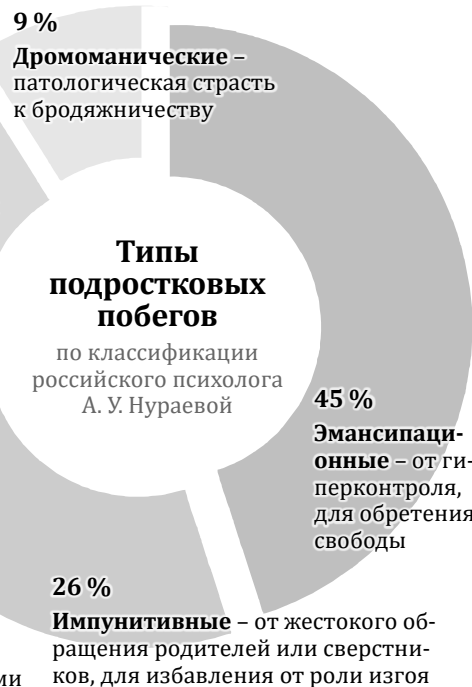 9 %
Дромоманические –
патологическая страсть
к бродяжничеству
Типы
подростковых
побегов
по классификации
российского психолога
А. У. Нураевой
45 %
Эмансипаци-
онные – от ги-
перконтроля,
для обретения
свободы
26 %
Импунитивные – от жестокого об-
ращения родителей или сверстни-
ков, для избавления от роли изгоя